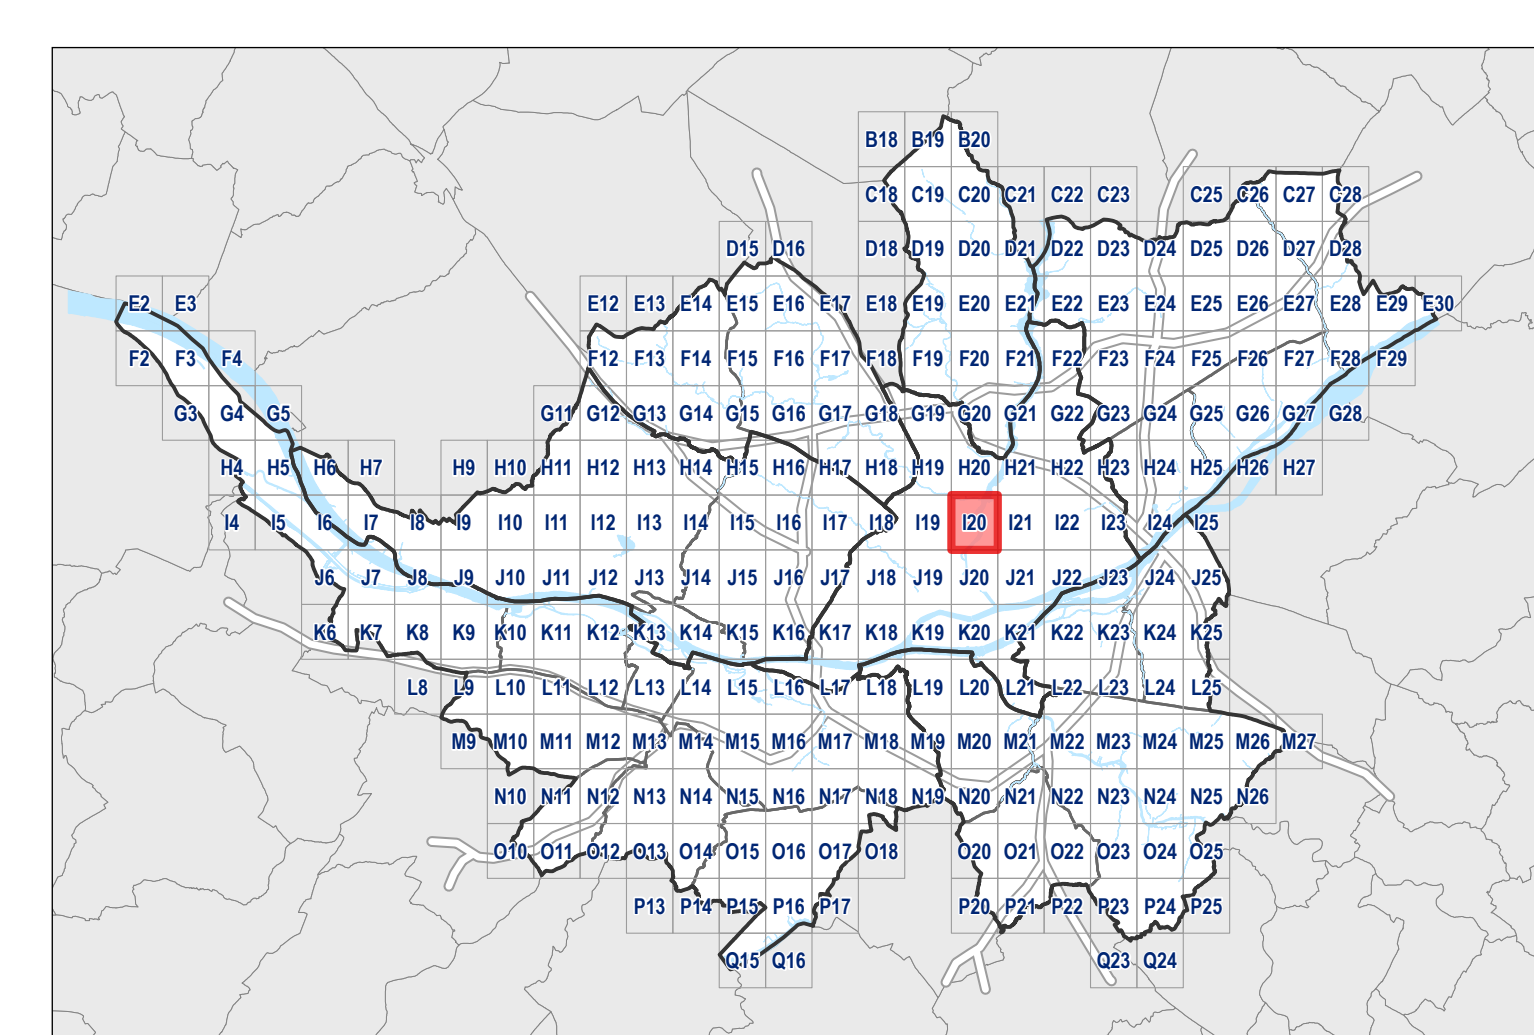 B18 B19 B20
C18 C19 C20 C21 C22 C23 C25 C26 C27 C28
D15 D16 D18 D19 D20 D21 D22 D23 D24 D25 D26 D27 D28
E2 E3 E12 E13 E14 E15 E16 E17 E18 E19 E20 E21 E22 E23 E24 E25 E26 E27 E28 E29 E30
F2 F3 F4 F12 F13 F14 F15 F16 F17 F18 F19 F20 F21 F22 F23 F24 F25 F26 F27 F28 F29
G3 G4 G5 G11 G12 G13 G14 G15 G16 G17 G18 G19 G20 G21 G22 G23 G24 G25 G26 G27 G28
H4 H5 H6 H7 H9 H10 H11 H12 H13 H14 H15 H16 H17 H18 H19 H20 H21 H22 H23 H24 H25 H26 H27
I4 I5 I6 I7 I8 I9 I10 I11 I12 I13 I14 I15 I16 I17 I18 I19 I20 I21 I22 I23 I24 I25
J6 J7 J8 J9 J10 J11 J12 J13 J14 J15 J16 J17 J18 J19 J20 J21 J22 J23 J24 J25
K6 K7 K8 K9 K10 K11 K12 K13 K14 K15 K16 K17 K18 K19 K20 K21 K22 K23 K24 K25
L8 L9 L10 L11 L12 L13 L14 L15 L16 L17 L18 L19 L20 L21 L22 L23 L24 L25
M9 M10 M11 M12 M13 M14 M15 M16 M17 M18 M19 M20 M21 M22 M23 M24 M25 M26 M27
N10 N11 N12 N13 N14 N15 N16 N17 N18 N19 N20 N21 N22 N23 N24 N25 N26
O10 O11 O12 O13 O14 O15 O16 O17 O18 O20 O21 O22 O23 O24 O25
P13 P14 P15 P16 P17 P20 P21 P22 P23 P24 P25
Q15 Q16 Q23 Q24